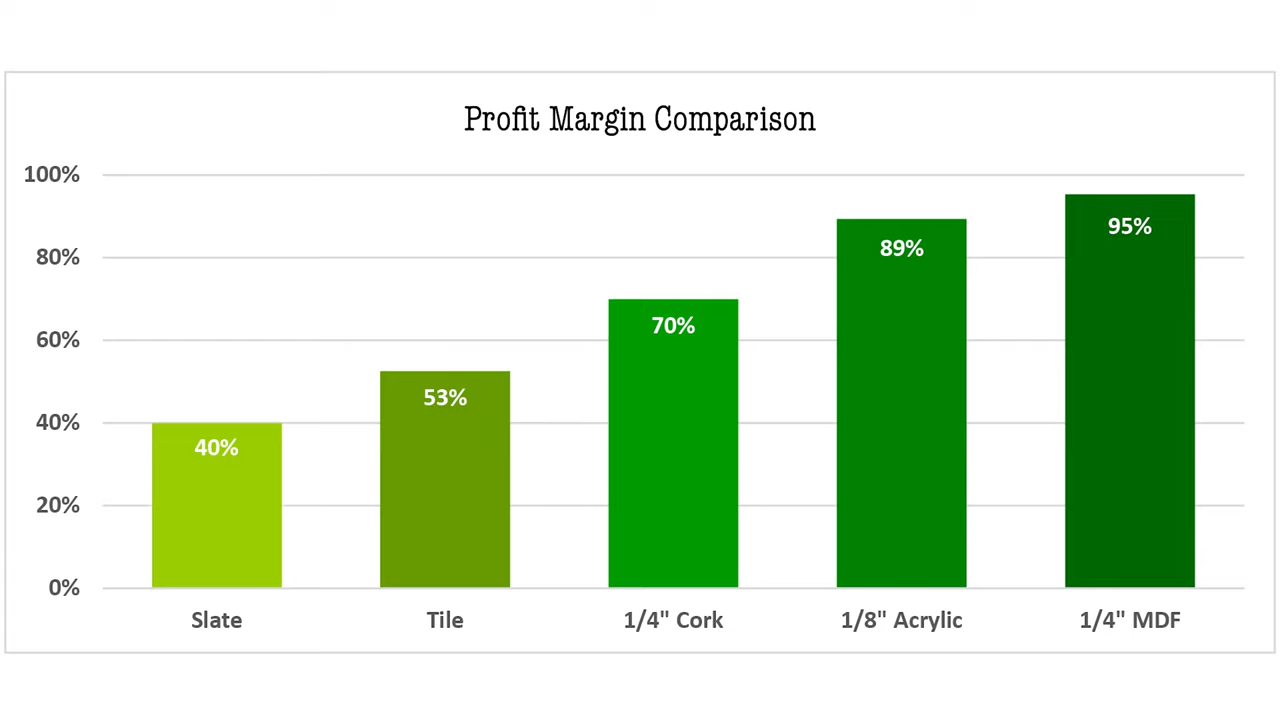 Profit Margin Comparison
100%
80%
60%
40%
20%
0%
40%
53%
70%
89%
95%
Slate
Tile
1/4" Cork
1/8" Acrylic
1/4" MDF